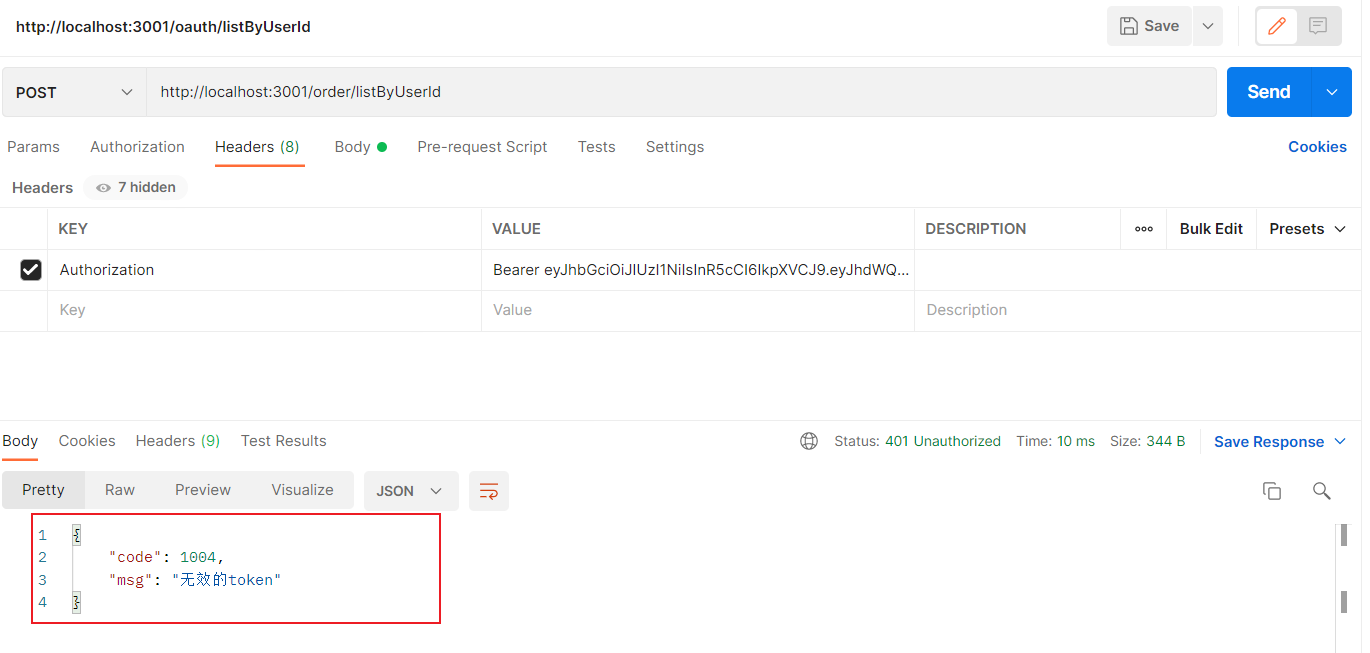 http://localhost:3001/oauth/listByUserId
Save
POST
http://localhost:3001/order/listByUserId
Send
Params Authorization Headers (8) Body Pre-request Script Tests Settings Cookies
Headers 7 hidden
KEY VALUE DESCRIPTION Bulk Edit Presets
Authorization Bearer eyJhbGciOiJIUzI1NiIsInR5cCI6IkpXVCJ9.eyJhdWQ...
Key Value Description
Body Cookies Headers (9) Test Results Status: 401 Unauthorized Time: 10 ms Size: 344 B Save Response
Pretty Raw Preview Visualize JSON
1 {
2 "code": 1004,
3 "msg": "无效的token"
4 }